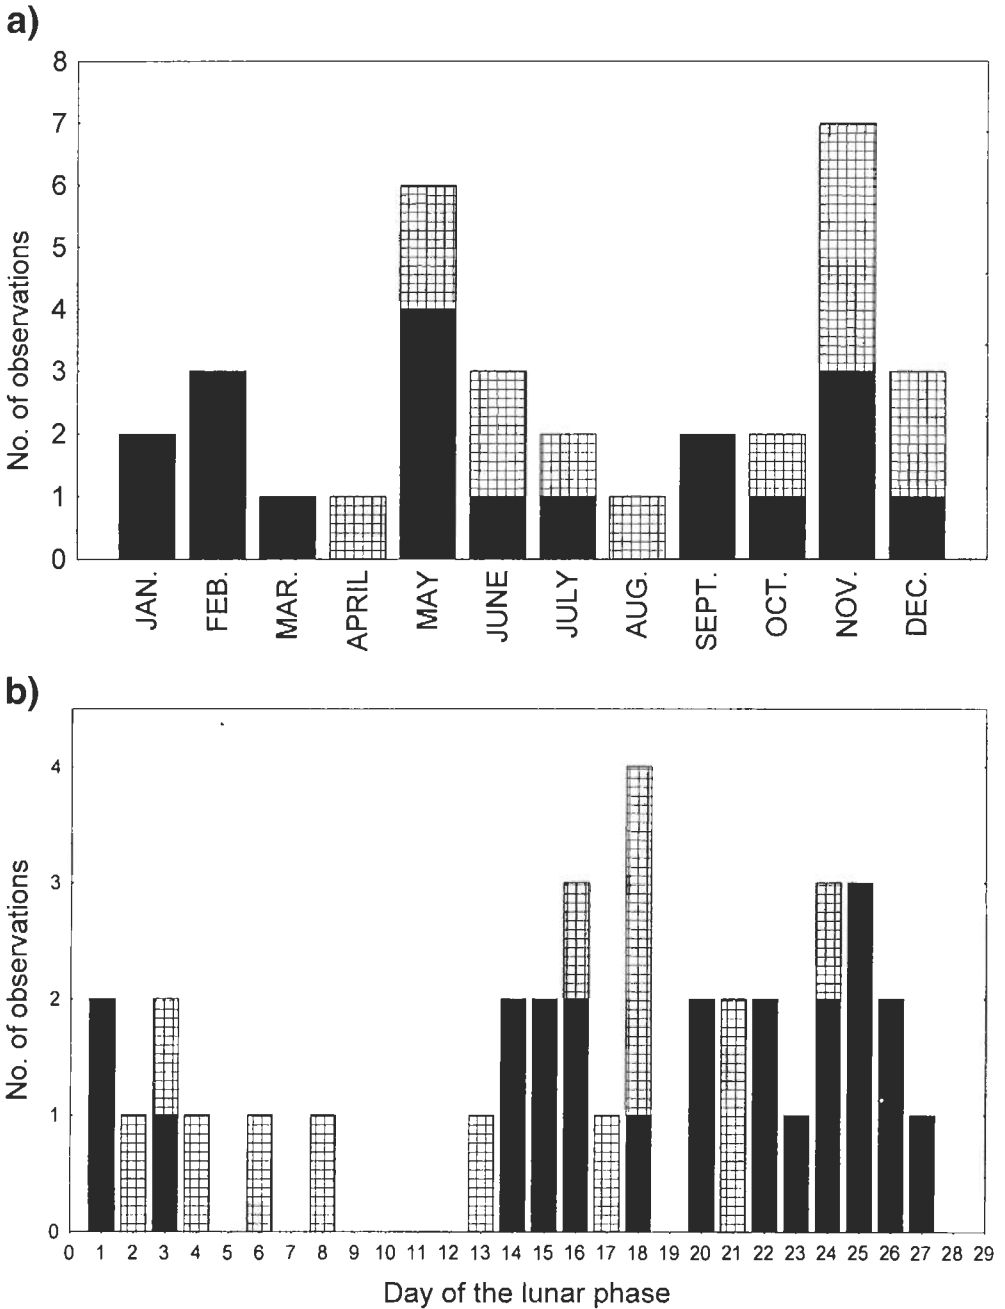 a)
8
7
6
5
4
3
2
1
0
No. of observations
JAN. FEB. MAR. APRIL MAY JUNE JULY AUG. SEPT. OCT. NOV. DEC.
b)
4
3
2
1
0
No. of observations
0 1 2 3 4 5 6 7 8 9 10 11 12 13 14 15 16 17 18 19 20 21 22 23 24 25 26 27 28 29
Day of the lunar phase